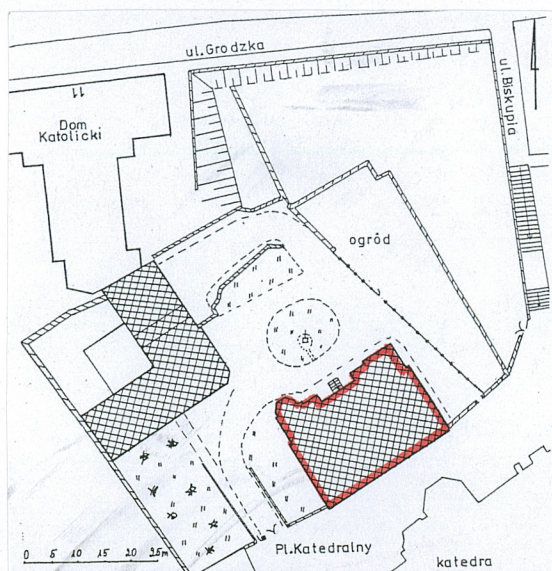 ul.Grodzka
ul.Biskupia
11
Dom
Katolicki
ogród
0 5 10 15 20 25m
Pl.Katedralny
katedra